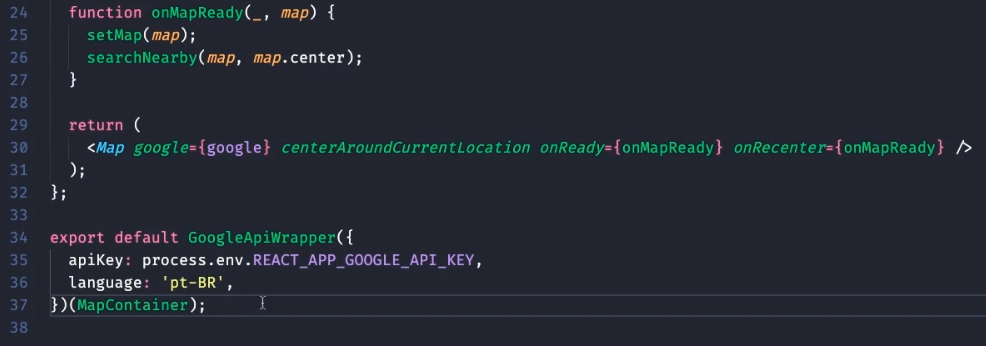 24 function onMapReady(_, map) {
25 setMap(map);
26 searchNearby(map, map.center);
27 }
28
29 return (
30 <Map google={google} centerAroundCurrentLocation onReady={onMapReady} onRecenter={onMapReady} />
31 );
32 };
33
34 export default GoogleApiWrapper({
35 apiKey: process.env.REACT_APP_GOOGLE_API_KEY,
36 language: 'pt-BR',
37 })(MapContainer);
38